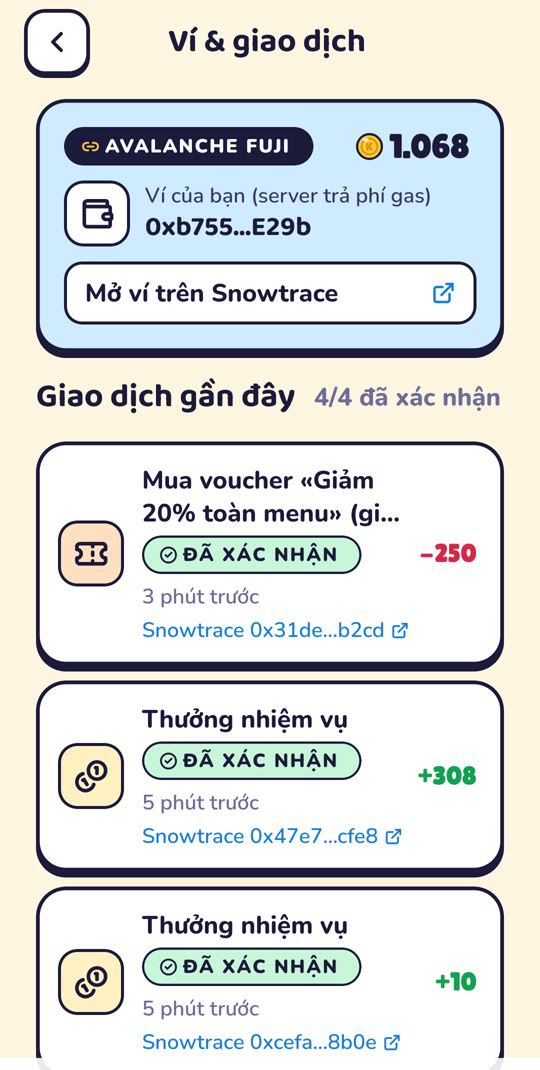 Ví & giao dịch
AVALANCHE FUJI
1.068
Ví của bạn (server trả phí gas)
0xb755...E29b
Mở ví trên Snowtrace
Giao dịch gần đây
4/4 đã xác nhận
Mua voucher «Giảm
20% toàn menu» (gi...
ĐÃ XÁC NHẬN
-250
3 phút trước
Snowtrace 0x31de...b2cd
Thưởng nhiệm vụ
ĐÃ XÁC NHẬN
+308
5 phút trước
Snowtrace 0x47e7...cfe8
Thưởng nhiệm vụ
ĐÃ XÁC NHẬN
+10
5 phút trước
Snowtrace 0xcefa...8b0e